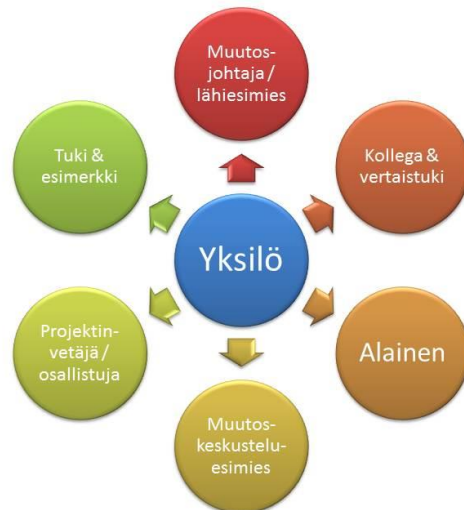 Muutos-
johtaja /
lähiesimies
Tuki &
esimerkki
Kollega &
vertaistuki
Yksilö
Projektin-
vetäjä /
osallistuja
Alainen
Muutos-
keskustelu-
esimies